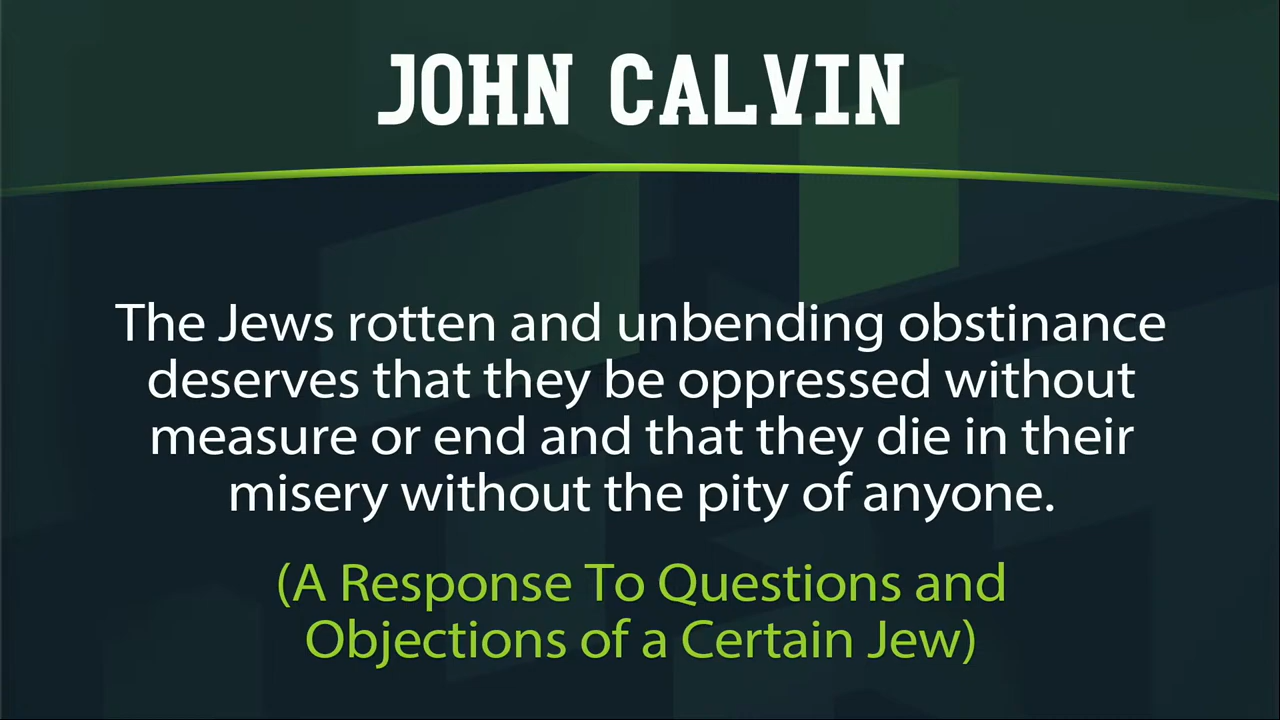 JOHN CALVIN
The Jews rotten and unbending obstinance
deserves that they be oppressed without
measure or end and that they die in their
misery without the pity of anyone.
(A Response To Questions and
Objections of a Certain Jew)